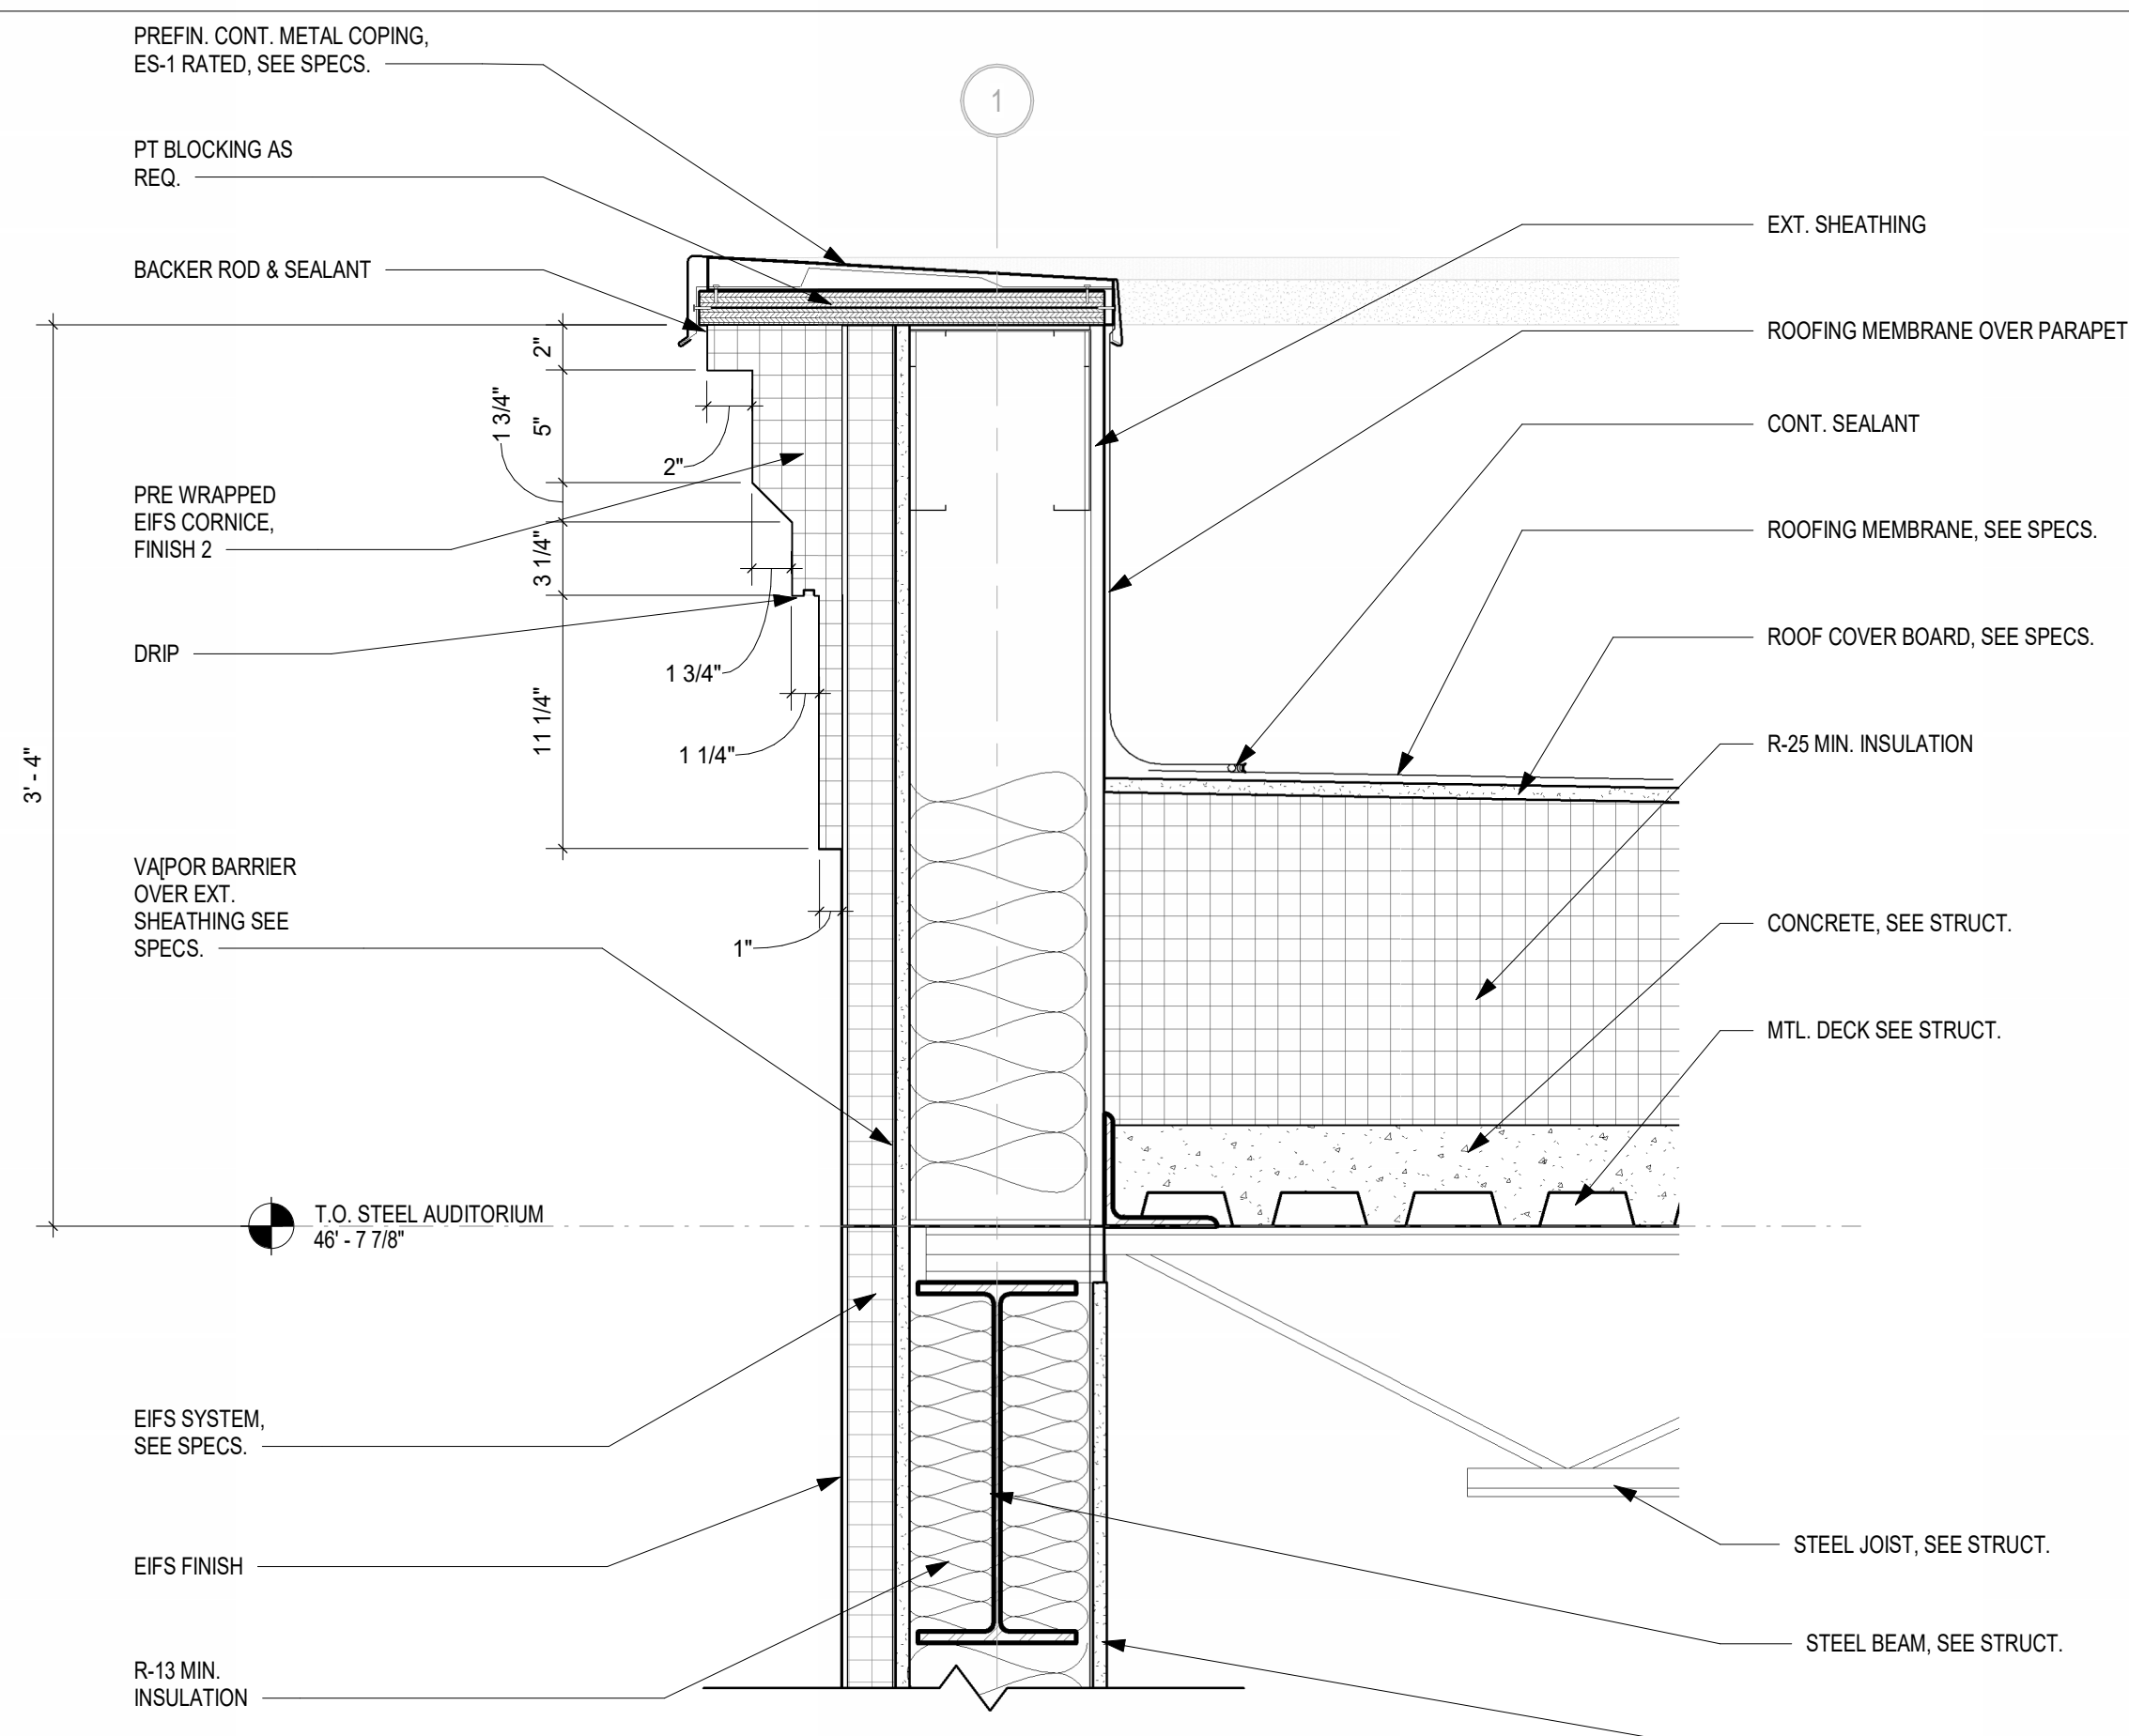 PREFIN. CONT. METAL COPING,
ES-1 RATED, SEE SPECS.
1
PT BLOCKING AS
REQ.
BACKER ROD & SEALANT
PRE WRAPPED
EIFS CORNICE,
FINISH 2
DRIP
VA[POR BARRIER
OVER EXT.
SHEATHING SEE
SPECS.
3' - 4"
2"
5"
1 3/4"
3 1/4"
11 1/4"
2"
1 3/4"
1 1/4"
1"
T.O. STEEL AUDITORIUM
46' - 7 7/8"
EIFS SYSTEM,
SEE SPECS.
EIFS FINISH
R-13 MIN.
INSULATION
EXT. SHEATHING
ROOFING MEMBRANE OVER PARAPET
CONT. SEALANT
ROOFING MEMBRANE, SEE SPECS.
ROOF COVER BOARD, SEE SPECS.
R-25 MIN. INSULATION
CONCRETE, SEE STRUCT.
MTL. DECK SEE STRUCT.
STEEL JOIST, SEE STRUCT.
STEEL BEAM, SEE STRUCT.